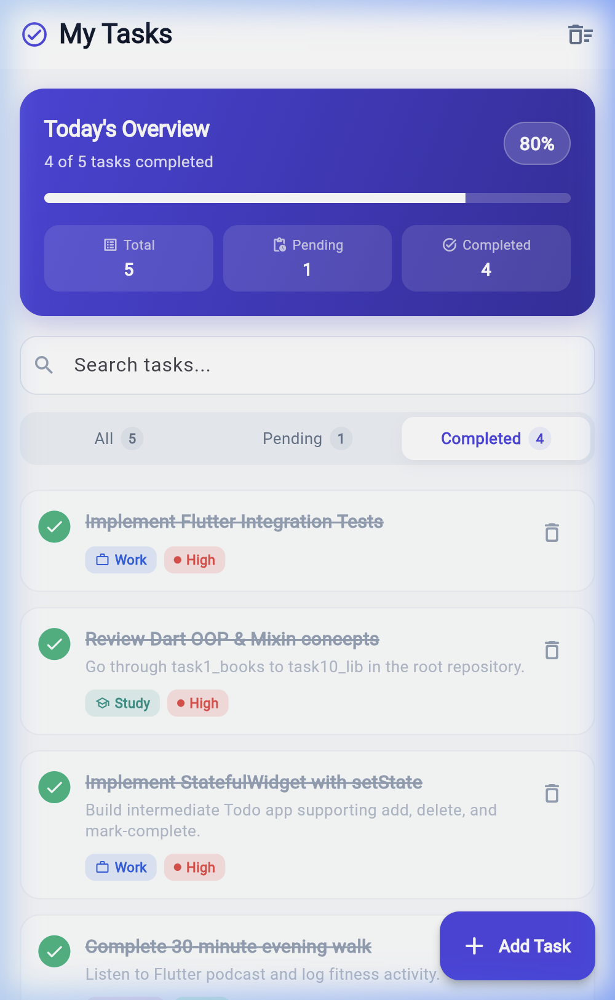 My Tasks
Today's Overview
4 of 5 tasks completed
80%
Total
5
Pending
1
Completed
4
Search tasks...
All 5
Pending 1
Completed 4
Implement Flutter Integration Tests
Work
High
Review Dart OOP & Mixin concepts
Go through task1_books to task10_lib in the root repository.
Study
High
Implement StatefulWidget with setState
Build intermediate Todo app supporting add, delete, and
mark-complete.
Work
High
Complete 30-minute evening walk
Listen to Flutter podcast and log fitness activity.
Add Task